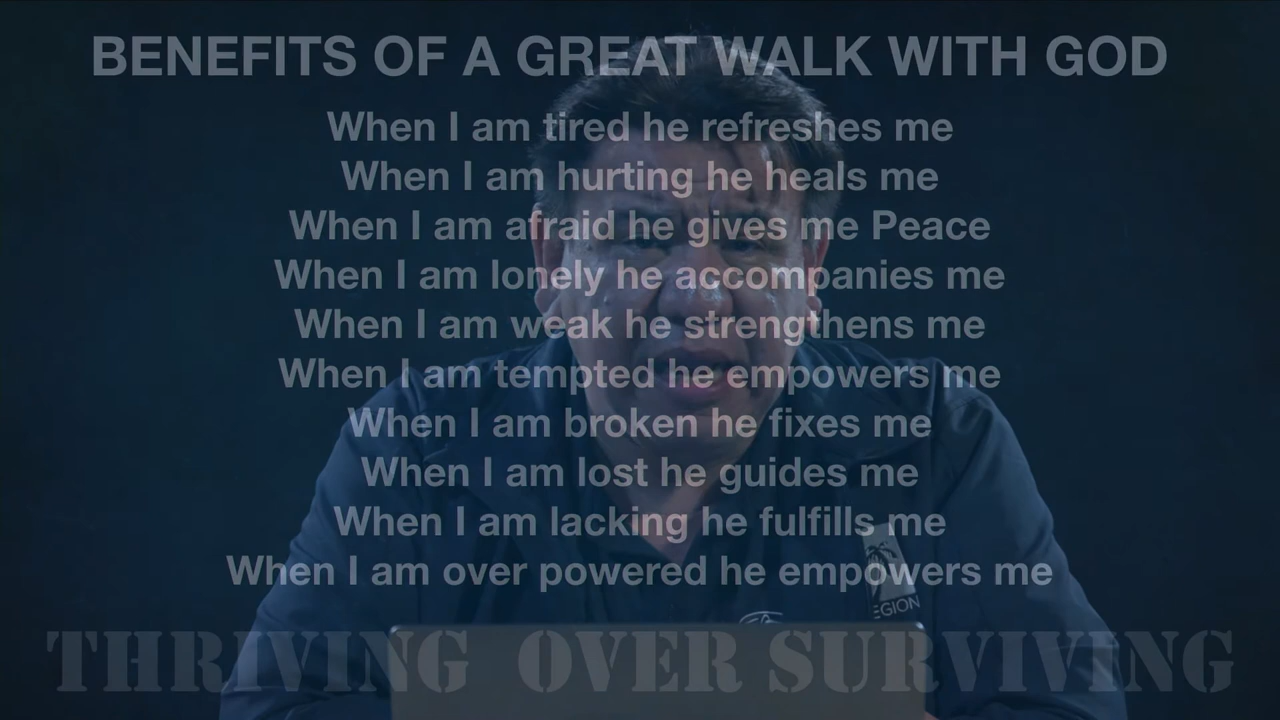 BENEFITS OF A GREAT WALK WITH GOD
When I am tired he refreshes me
When I am hurting he heals me
When I am afraid he gives me Peace
When I am lonely he accompanies me
When I am weak he strengthens me
When I am tempted he empowers me
When I am broken he fixes me
When I am lost he guides me
When I am lacking he fulfills me
When I am over powered he empowers me
THRIVING OVER SURVIVING